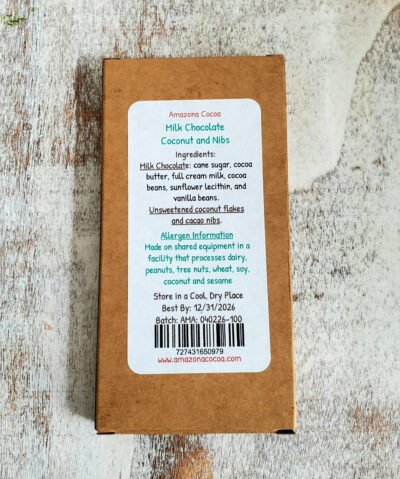 Amazona Cocoa
Milk Chocolate
Coconut and Nibs
Ingredients:
Milk Chocolate: cane sugar, cocoa
butter, full cream milk, cocoa
beans, sunflower lecithin, and
vanilla beans.
Unsweetened coconut flakes
and cacao nibs.
Allergen Information
Made on shared equipment in a
facility that processes dairy,
peanuts, tree nuts, wheat, soy,
coconut and sesame
Store in a Cool, Dry Place
Best By: 12/31/2026
Batch: AMA: 040226-100
727431650979
www.amazonacocoa.com